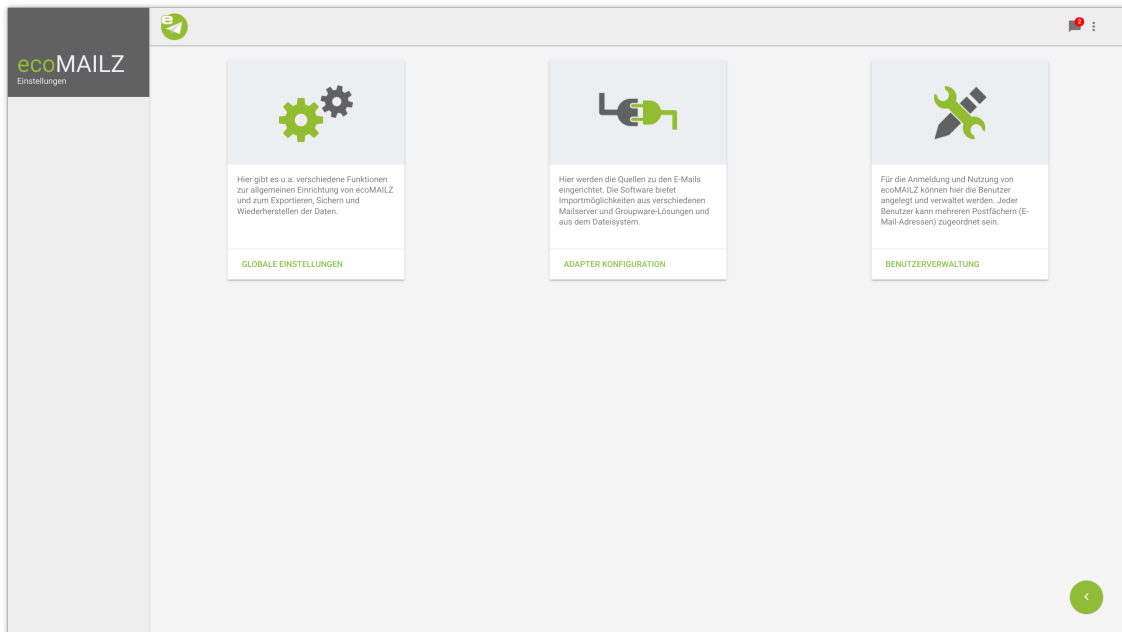 ecoMAILZ
Einstellungen
e
2
Hier gibt es u.a. verschiedene Funktionen
zur allgemeinen Einrichtung von ecoMAILZ
und zum Exportieren, Sichern und
Wiederherstellen der Daten.
GLOBALE EINSTELLUNGEN
Hier werden die Quellen zu den E-Mails
eingerichtet. Die Software bietet
Importmöglichkeiten aus verschiedenen
Mailserver und Groupware-Lösungen und
aus dem Dateisystem.
ADAPTER KONFIGURATION
Für die Anmeldung und Nutzung von
ecoMAILZ können hier die Benutzer
angelegt und verwaltet werden. Jeder
Benutzer kann mehreren Postfächern (E-
Mail-Adressen) zugeordnet sein.
BENUTZERVERWALTUNG